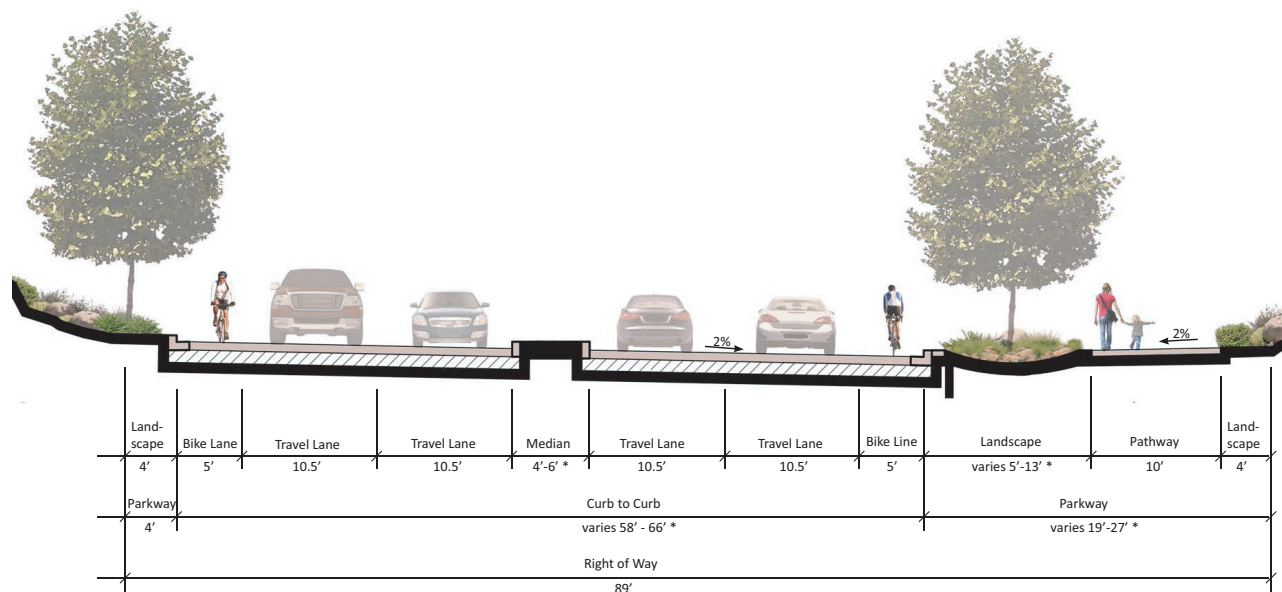 2%
2%
Land-
scape
Bike Lane
Travel Lane
Travel Lane
Median
Travel Lane
Travel Lane
Bike Line
Landscape
Pathway
Land-
scape
4’
5’
10.5’
10.5’
4’-6’ *
10.5’
10.5’
5’
varies 5’-13’ *
10’
4’
Parkway
Curb to Curb
Parkway
4’
varies 58’ - 66’ *
varies 19’-27’ *
Right of Way
89’